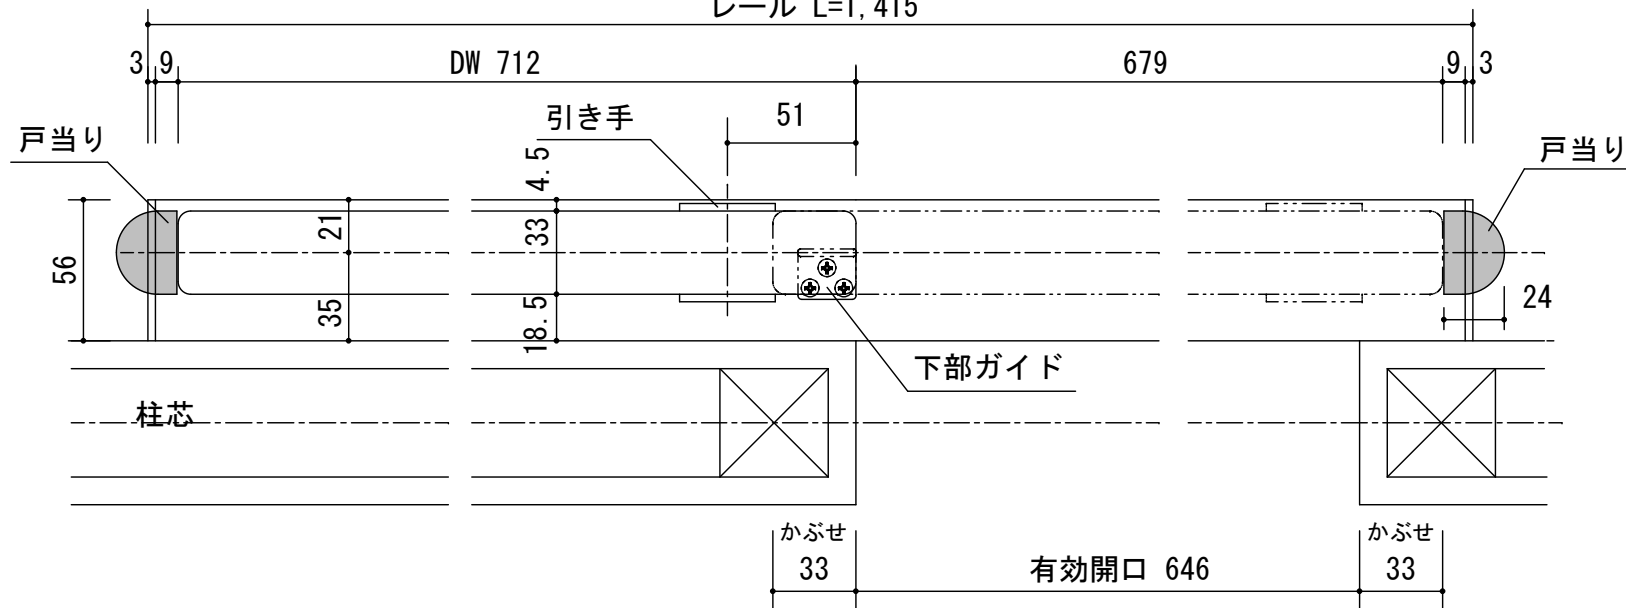 レール L=1,415
3 9 DW 712 679 9 3
引き手 51
戸当り 4.5 戸当り
21 33
56
35 18.5 24
下部ガイド
柱芯
かぶせ かぶせ
33 有効開口 646 33